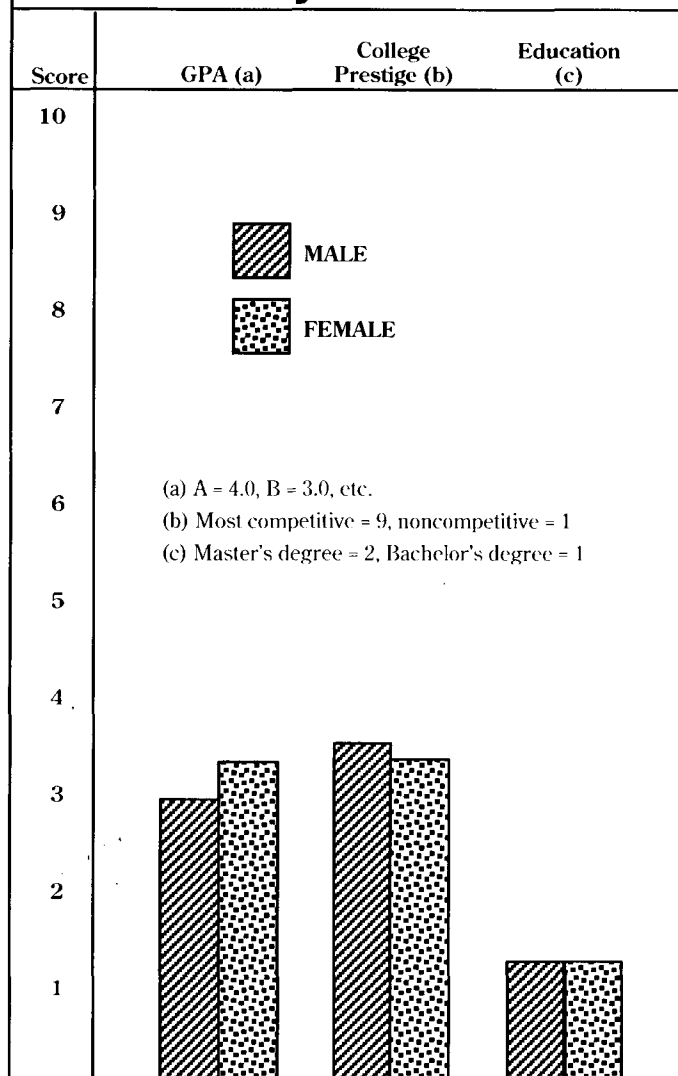 College Education
Score GPA (a) Prestige (b) (c)
10
9
MALE
8
FEMALE
7
6
(a) A = 4.0, B = 3.0, etc.
(b) Most competitive = 9, noncompetitive = 1
(c) Master's degree = 2, Bachelor's degree = 1
5
4
3
2
1